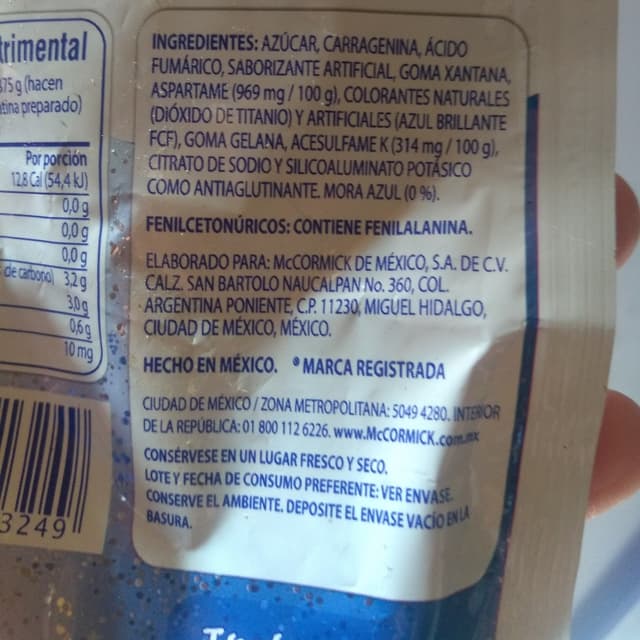 trimental
375 g (hacen
atina preparado)
Por porción
12,8 Cal (54,4 kJ)
0,0 g
0,0 g
0,0 g
de carbono) 3,2 g
3,0 g
0,6 g
10 mg
3249
INGREDIENTES: AZÚCAR, CARRAGENINA, ÁCIDO
FUMÁRICO, SABORIZANTE ARTIFICIAL, GOMA XANTANA,
ASPARTAME (969 mg / 100 g), COLORANTES NATURALES
(DIÓXIDO DE TITANIO) Y ARTIFICIALES (AZUL BRILLANTE
FCF), GOMA GELANA, ACESULFAME K (314 mg / 100 g),
CITRATO DE SODIO Y SILICOALUMINATO POTÁSICO
COMO ANTIAGLUTINANTE. MORA AZUL (0 %).
FENILCETONÚRICOS: CONTIENE FENILALANINA.
ELABORADO PARA: McCORMICK DE MÉXICO, S.A. DE C.V.
CALZ. SAN BARTOLO NAUCALPAN No. 360, COL.
ARGENTINA PONIENTE, C.P. 11230, MIGUEL HIDALGO,
CIUDAD DE MÉXICO, MÉXICO.
HECHO EN MÉXICO. ® MARCA REGISTRADA
CIUDAD DE MÉXICO / ZONA METROPOLITANA: 5049 4280. INTERIOR
DE LA REPÚBLICA: 01 800 112 6226. www.McCORMICK.com.mx
CONSÉRVESE EN UN LUGAR FRESCO Y SECO.
LOTE Y FECHA DE CONSUMO PREFERENTE: VER ENVASE.
CONSERVE EL AMBIENTE. DEPOSITE EL ENVASE VACÍO EN LA
BASURA.